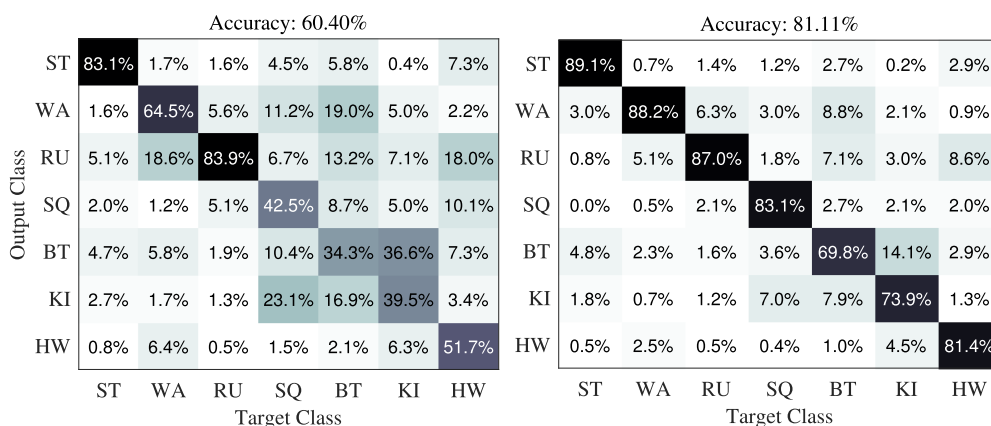 Accuracy: 60.40%
ST 83.1% 1.7% 1.6% 4.5% 5.8% 0.4% 7.3%
WA 1.6% 64.5% 5.6% 11.2% 19.0% 5.0% 2.2%
RU 5.1% 18.6% 83.9% 6.7% 13.2% 7.1% 18.0%
SQ 2.0% 1.2% 5.1% 42.5% 8.7% 5.0% 10.1%
BT 4.7% 5.8% 1.9% 10.4% 34.3% 36.6% 7.3%
KI 2.7% 1.7% 1.3% 23.1% 16.9% 39.5% 3.4%
HW 0.8% 6.4% 0.5% 1.5% 2.1% 6.3% 51.7%
ST WA RU SQ BT KI HW
Target Class
Output Class
Accuracy: 81.11%
ST 89.1% 0.7% 1.4% 1.2% 2.7% 0.2% 2.9%
WA 3.0% 88.2% 6.3% 3.0% 8.8% 2.1% 0.9%
RU 0.8% 5.1% 87.0% 1.8% 7.1% 3.0% 8.6%
SQ 0.0% 0.5% 2.1% 83.1% 2.7% 2.1% 2.0%
BT 4.8% 2.3% 1.6% 3.6% 69.8% 14.1% 2.9%
KI 1.8% 0.7% 1.2% 7.0% 7.9% 73.9% 1.3%
HW 0.5% 2.5% 0.5% 0.4% 1.0% 4.5% 81.4%
ST WA RU SQ BT KI HW
Target Class